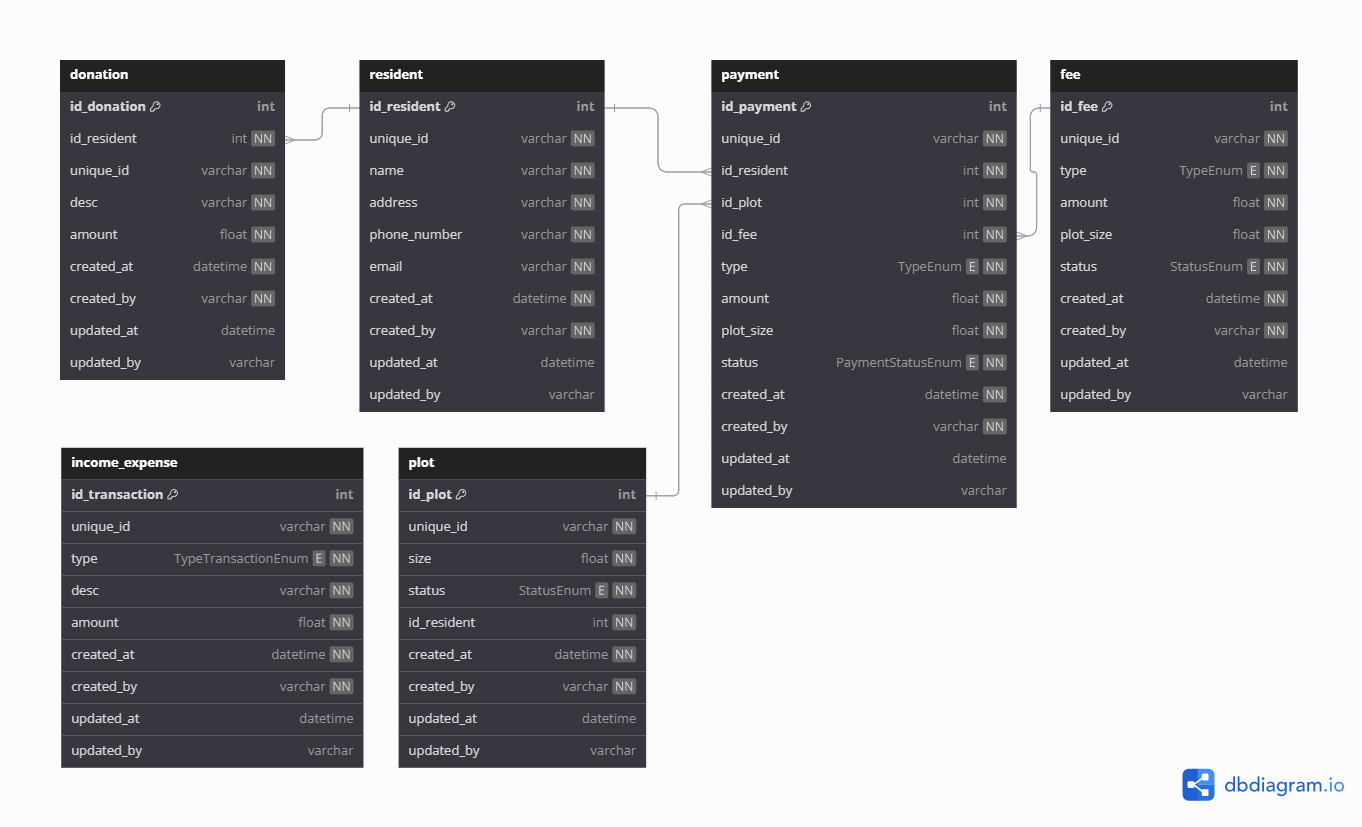 donation
id_donation int
id_resident int NN
unique_id varchar NN
desc varchar NN
amount float NN
created_at datetime NN
created_by varchar NN
updated_at datetime
updated_by varchar
resident
id_resident int
unique_id varchar NN
name varchar NN
address varchar NN
phone_number varchar NN
email varchar NN
created_at datetime NN
created_by varchar NN
updated_at datetime
updated_by varchar
payment
id_payment int
unique_id varchar NN
id_resident int NN
id_plot int NN
id_fee int NN
type TypeEnum E NN
amount float NN
plot_size float NN
status PaymentStatusEnum E NN
created_at datetime NN
created_by varchar NN
updated_at datetime
updated_by varchar
fee
id_fee int
unique_id varchar NN
type TypeEnum E NN
amount float NN
plot_size float NN
status StatusEnum E NN
created_at datetime NN
created_by varchar NN
updated_at datetime
updated_by varchar
income_expense
id_transaction int
unique_id varchar NN
type TypeTransactionEnum E NN
desc varchar NN
amount float NN
created_at datetime NN
created_by varchar NN
updated_at datetime
updated_by varchar
plot
id_plot int
unique_id varchar NN
size float NN
status StatusEnum E NN
id_resident int NN
created_at datetime NN
created_by varchar NN
updated_at datetime
updated_by varchar
dbdiagram.io